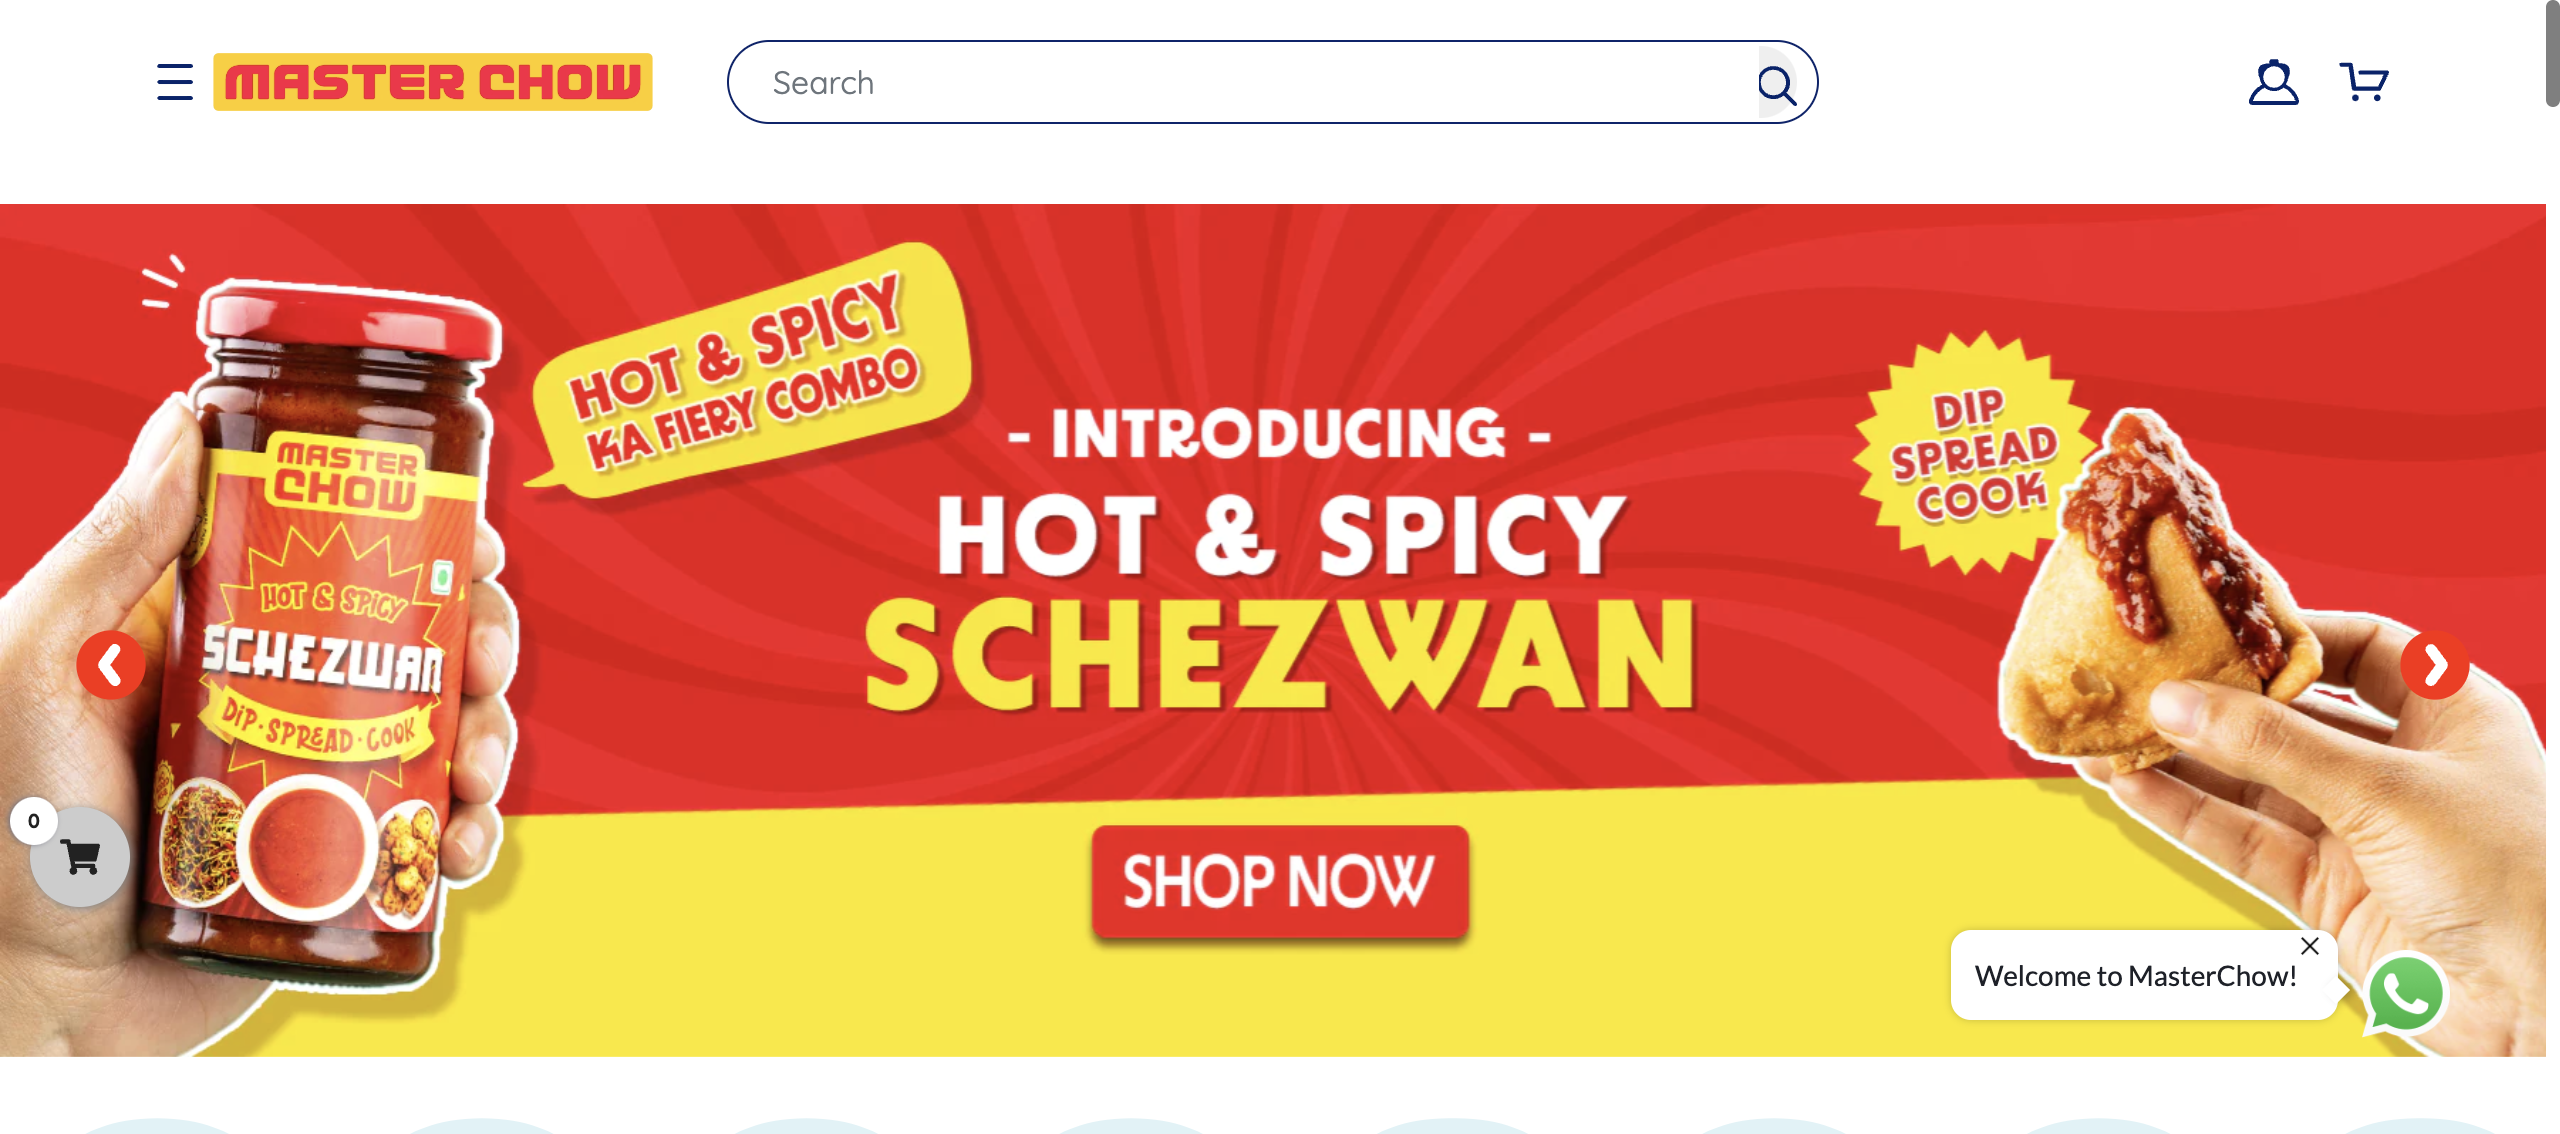 MASTER CHOW
Search
HOT & SPICY
KA FIERY COMBO
- INTRODUCING -
HOT & SPICY
SCHEZWAN
DIP
SPREAD
COOK
MASTER
CHOW
HOT & SPICY
SCHEZWAN
DIP·SPREAD·COOK
0
SHOP NOW
Welcome to MasterChow!